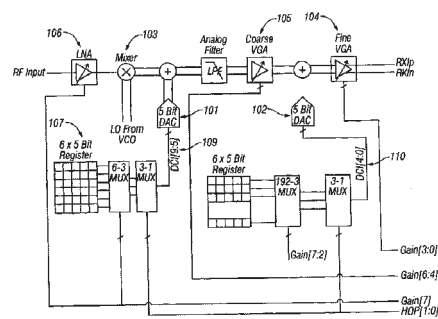 106
LNA
103
Mixer
Analog
Filter
LPF
105
Coarse
VGA
104
Fine
VGA
RF Input
RXIp
RXIn
LO From
VCO
5 Bit
DAC
101
102
5 Bit
DAC
107
6 x 5 Bit
Register
6-3
MUX
3-1
MUX
DCI[9:5]
109
6 x 5 Bit
Register
192-3
MUX
3-1
MUX
DCI[4:0]
110
Gain[7:2]
Gain[3:0]
Gain[6:4]
Gain[7]
HOP[1:0]